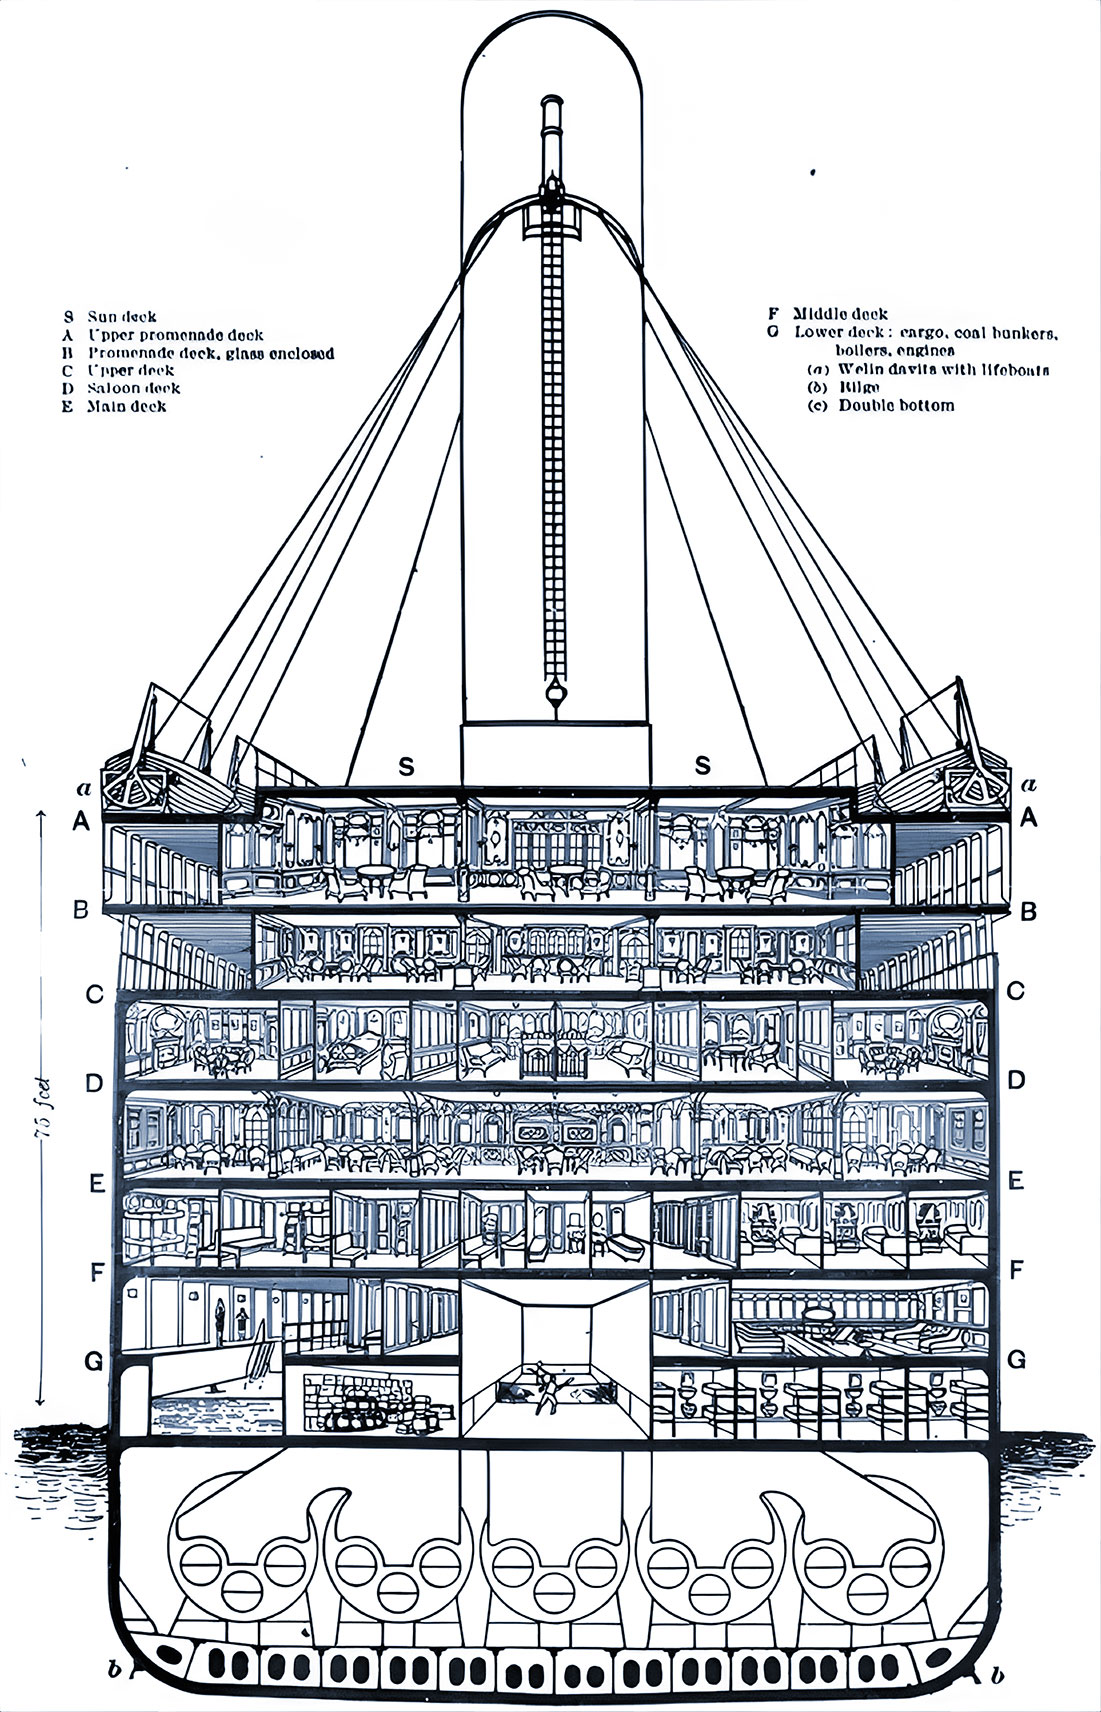 S Sun deck
A Upper promenade deck
B Promenade deck, glass enclosed
C Upper deck
D Saloon deck
E Main deck
F Middle deck
G Lower deck: cargo, coal bunkers,
boilers, engines
(a) Welin davits with lifeboats
(b) Bilge
(c) Double bottom
S S
a a
A A
B B
C C
D D
75 feet
E E
F F
G G
b b